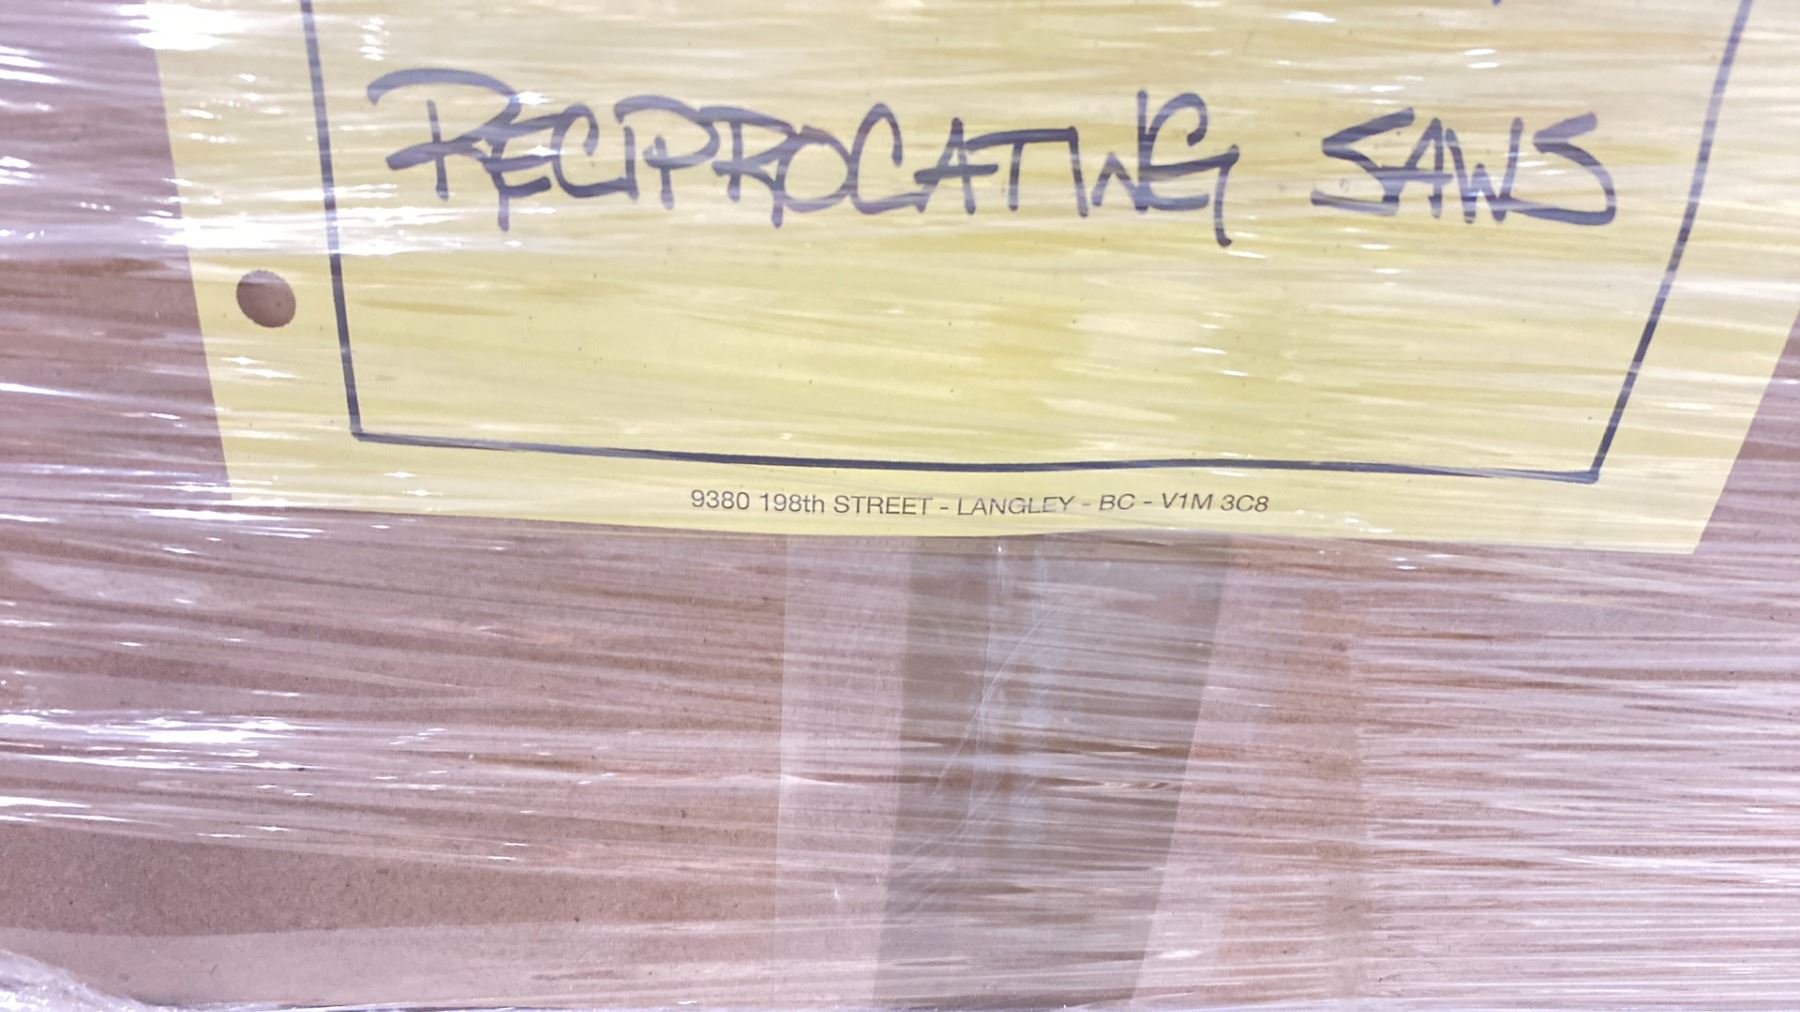 RECIPROCATING SAWS
9380 198th STREET - LANGLEY - BC - V1M 3C8